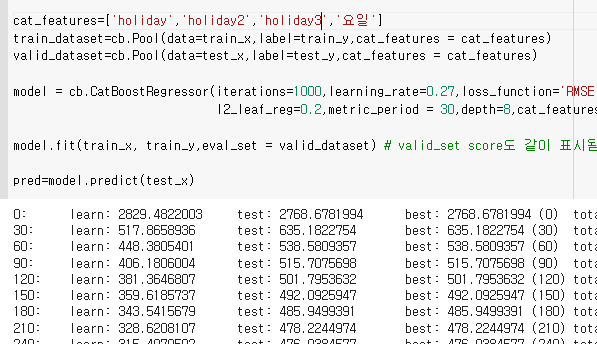 cat_features=['holiday','holiday2','holiday3','요일']
train_dataset=cb.Pool(data=train_x,label=train_y,cat_features = cat_features)
valid_dataset=cb.Pool(data=test_x,label=test_y,cat_features = cat_features)
model = cb.CatBoostRegressor(iterations=1000,learning_rate=0.27,loss_function='RMSE
l2_leaf_reg=0.2,metric_period = 30,depth=8,cat_features
model.fit(train_x, train_y,eval_set = valid_dataset) # valid_set score도 같이 표시됨
pred=model.predict(test_x)
0: learn: 2829.4822003 test: 2768.6781994 best: 2768.6781994 (0) tota
30: learn: 517.8658936 test: 635.1822754 best: 635.1822754 (30) tota
60: learn: 448.3805401 test: 538.5809357 best: 538.5809357 (60) tota
90: learn: 406.1806004 test: 515.7075698 best: 515.7075698 (90) tota
120: learn: 381.3646807 test: 501.7953632 best: 501.7953632 (120) tota
150: learn: 359.6185737 test: 492.0925947 best: 492.0925947 (150) tota
180: learn: 343.5415679 test: 485.9499391 best: 485.9499391 (180) tota
210: learn: 328.6208107 test: 478.2244974 best: 478.2244974 (210) tota